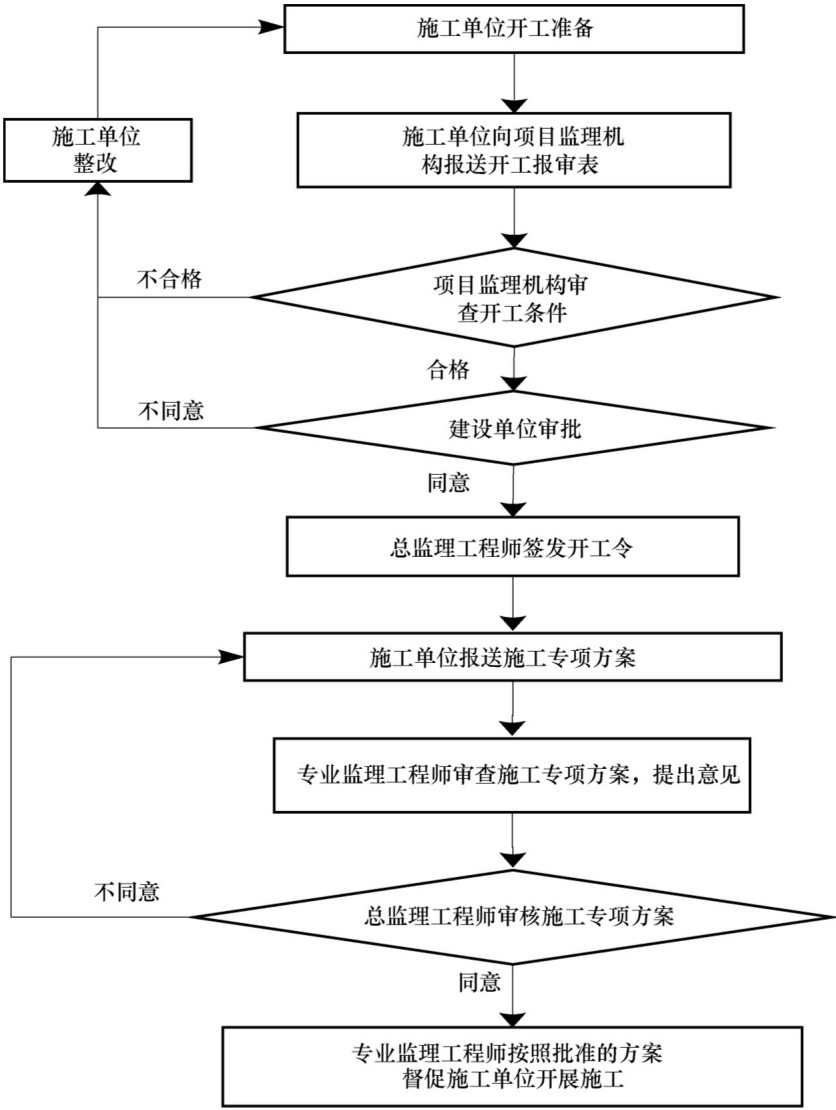 施工单位开工准备
施工单位
整改
施工单位向项目监理机
构报送开工报审表
不合格
项目监理机构审
查开工条件
合格
不同意
建设单位审批
同意
总监理工程师签发开工令
施工单位报送施工专项方案
专业监理工程师审查施工专项方案，提出意见
不同意
总监理工程师审核施工专项方案
同意
专业监理工程师按照批准的方案
督促施工单位开展施工